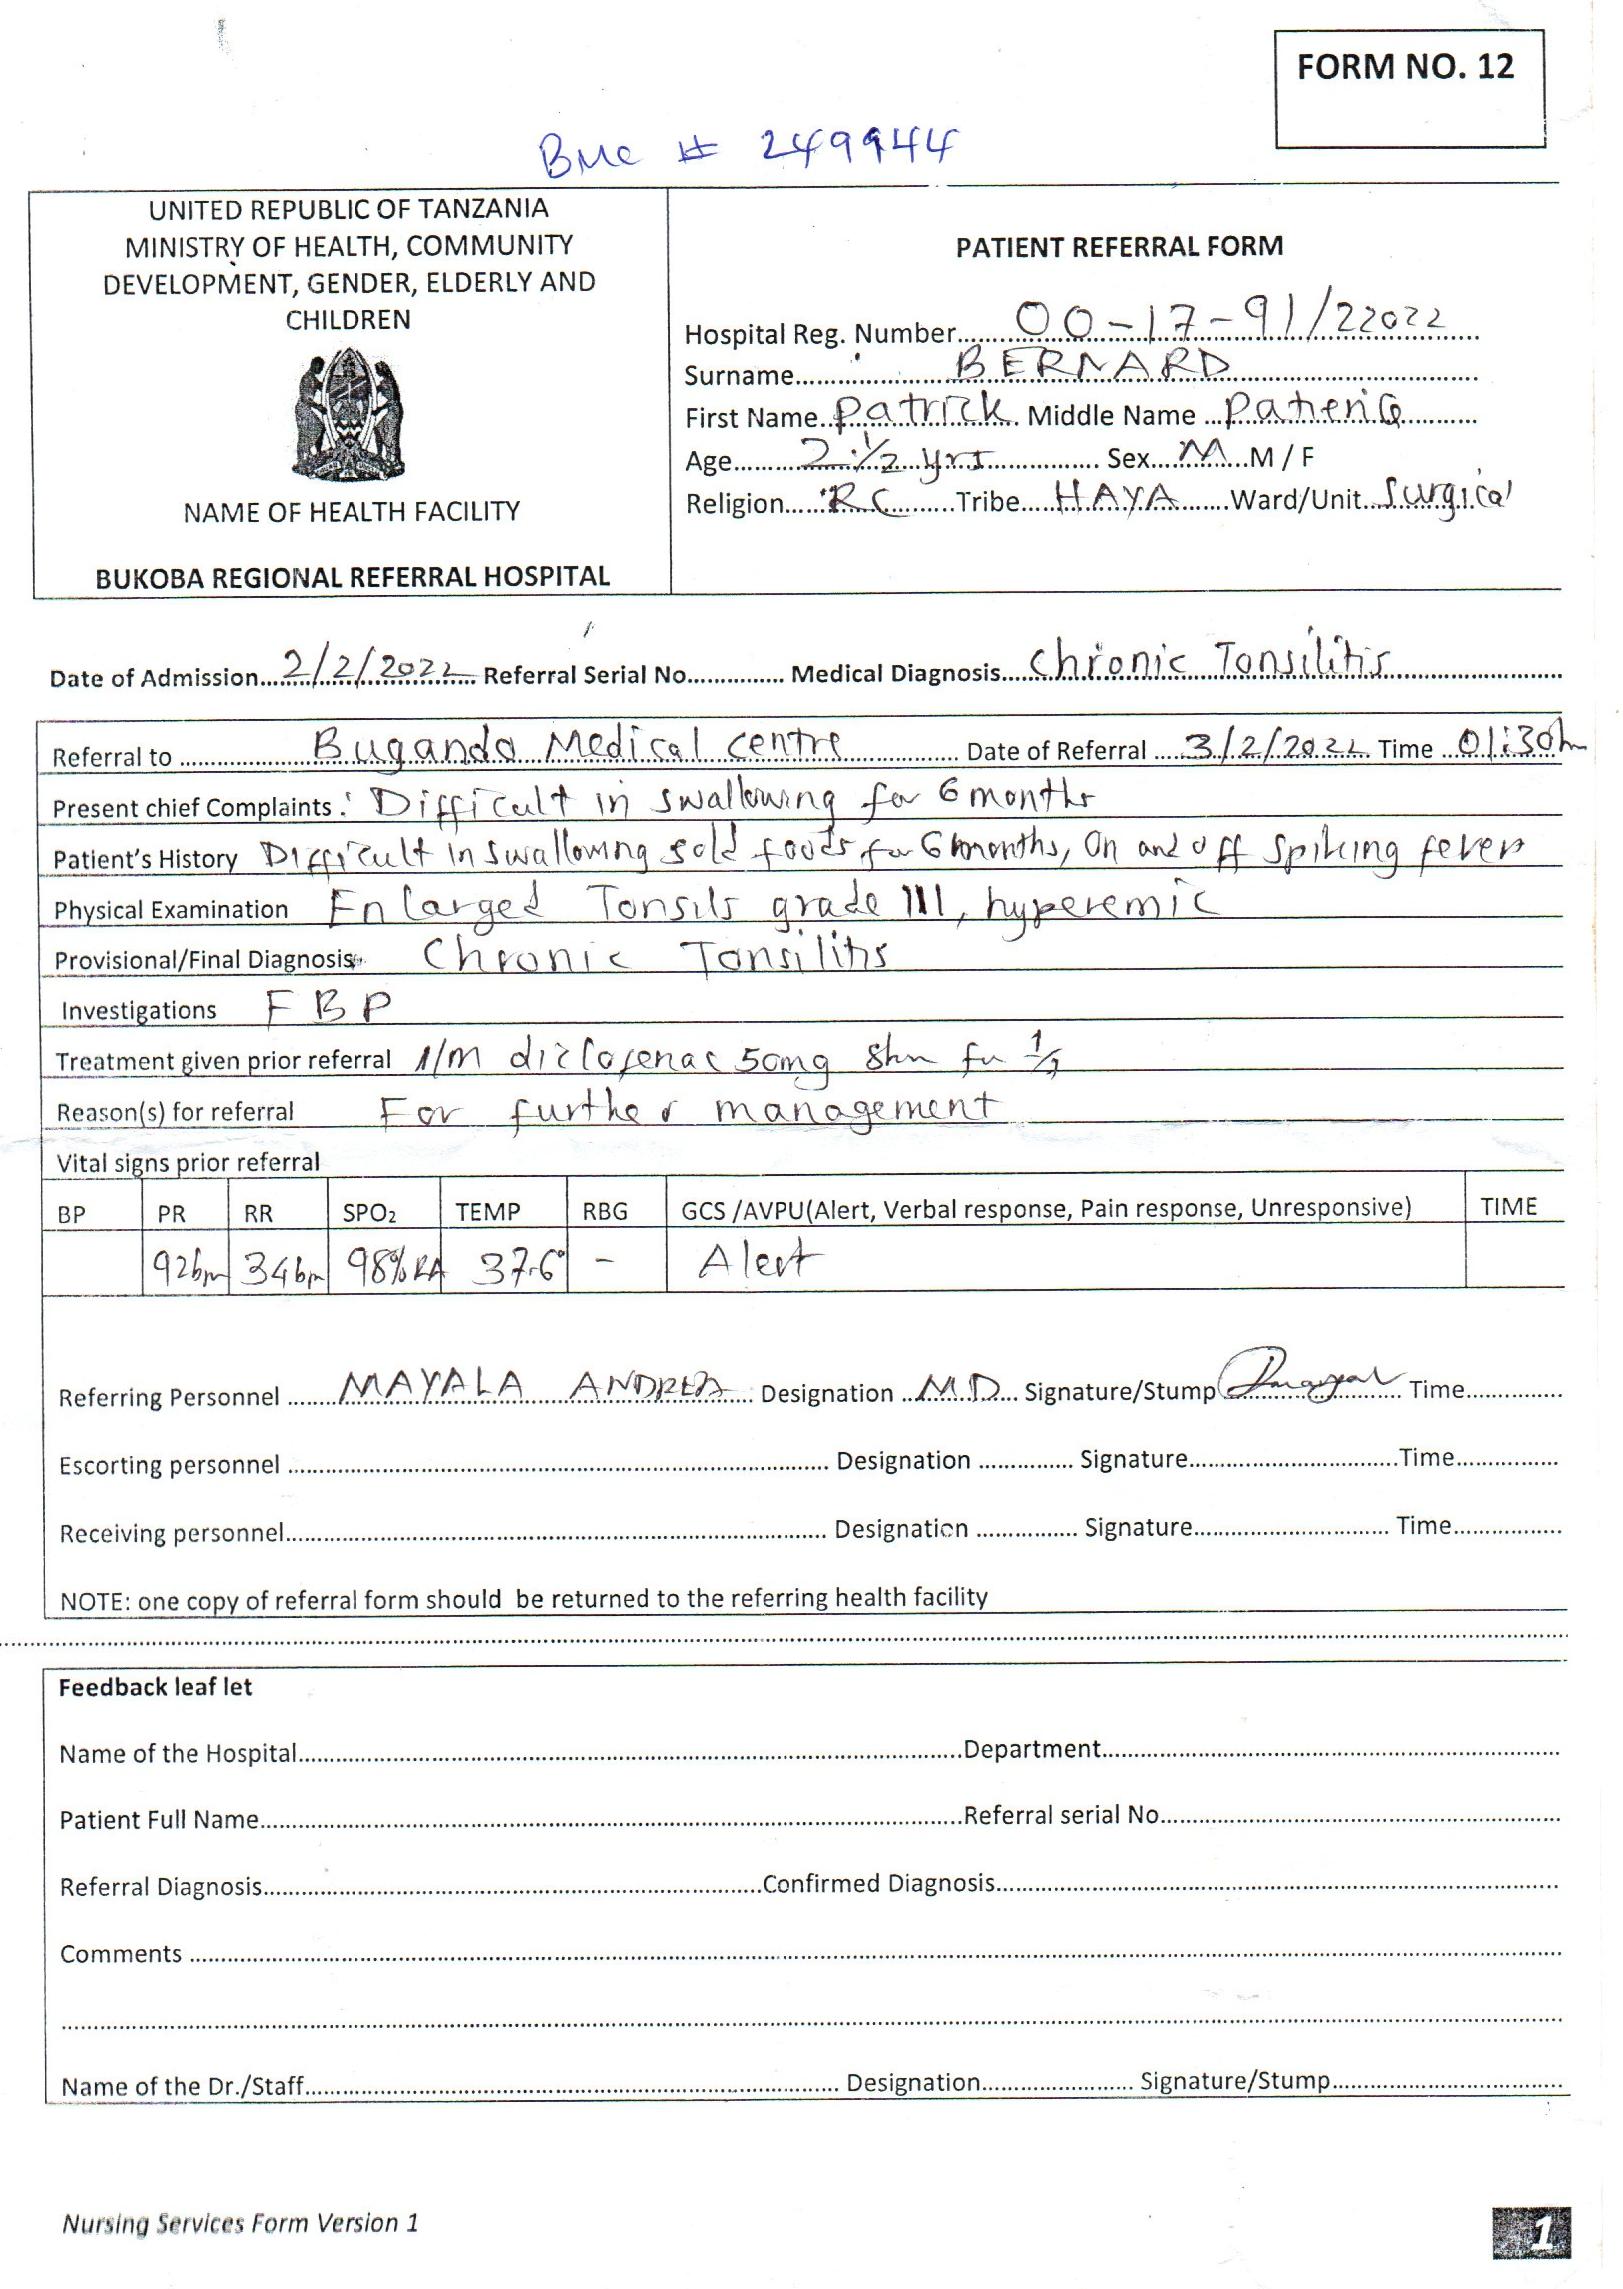 FORM NO. 12
BMC # 249944
UNITED REPUBLIC OF TANZANIA
MINISTRY OF HEALTH, COMMUNITY
DEVELOPMENT, GENDER, ELDERLY AND
CHILDREN
NAME OF HEALTH FACILITY
BUKOBA REGIONAL REFERRAL HOSPITAL
PATIENT REFERRAL FORM
Hospital Reg. Number 00-17-91/22022
Surname BERNARD
First Name Patrick Middle Name
Age 2 1/2 yrs Sex M M / F
Religion RC Tribe HAYA Ward/Unit Surgical
Date of Admission 2/2/2022 Referral Serial No. Medical Diagnosis Chronic Tonsilitis
Referral to Bugando Medical centre Date of Referral 3/2/2022 Time 01:30h
Present chief Complaints : Difficult in swallowing for 6 months
Patient's History Difficult in swallowing sold foods for 6 months, On and off spiking fever
Physical Examination Enlarged Tonsils grade III, hyperemic
Provisional/Final Diagnosis Chronic Tonsilitis
Investigations FBP
Treatment given prior referral 1/M diclofenac 50mg 8hr for 1/7
Reason(s) for referral For further management
Vital signs prior referral
BP PR RR SPO2 TEMP RBG GCS /AVPU(Alert, Verbal response, Pain response, Unresponsive) TIME
92bpm 34bpm 98% RA 37.6° - Alert
Referring Personnel MAYALA ANDREA Designation M.D Signature/Stump Time
Escorting personnel Designation Signature Time
Receiving personnel Designation Signature Time
NOTE: one copy of referral form should be returned to the referring health facility
Feedback leaf let
Name of the Hospital Department
Patient Full Name Referral serial No
Referral Diagnosis Confirmed Diagnosis
Comments
Name of the Dr./Staff Designation Signature/Stump
Nursing Services Form Version 1
1